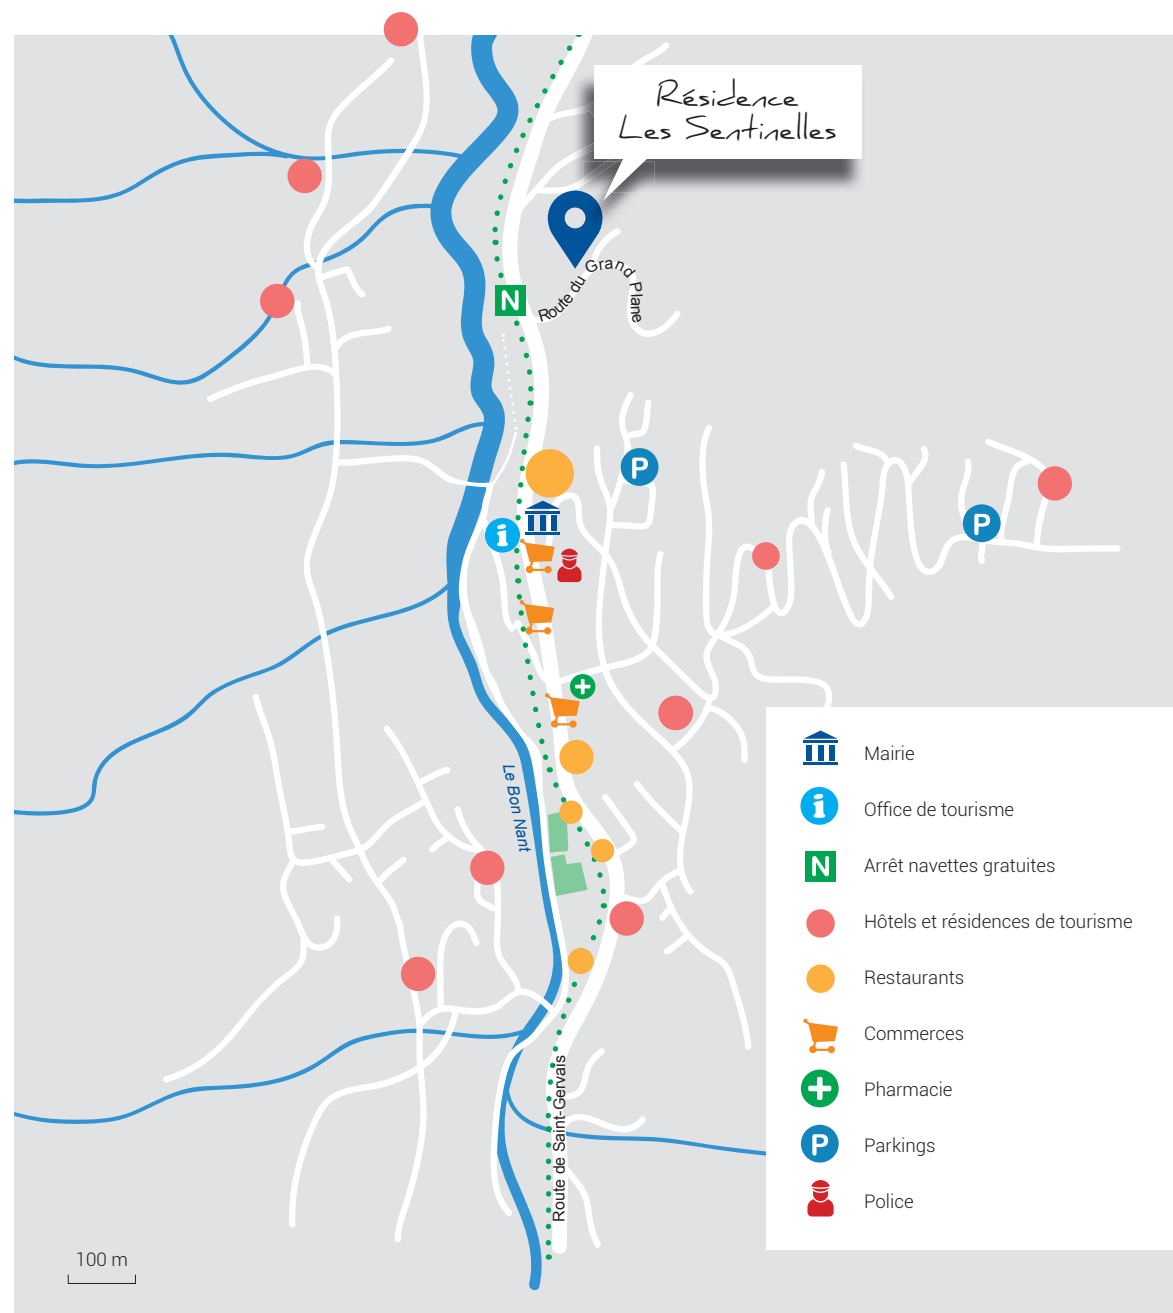 Résidence
Les Sentinelles
N
Route du Grand Plane
P
P
i
Le Bon Nant
Route de Saint-Gervais
Mairie
i Office de tourisme
N Arrêt navettes gratuites
Hôtels et résidences de tourisme
Restaurants
Commerces
Pharmacie
P Parkings
Police
100 m